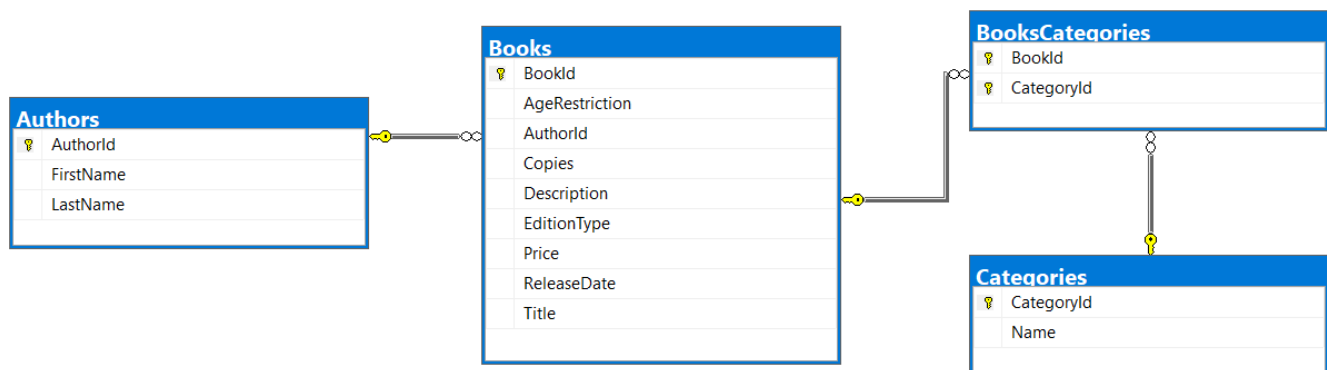 Authors
AuthorId
FirstName
LastName
Books
BookId
AgeRestriction
AuthorId
Copies
Description
EditionType
Price
ReleaseDate
Title
BooksCategories
BookId
CategoryId
Categories
CategoryId
Name